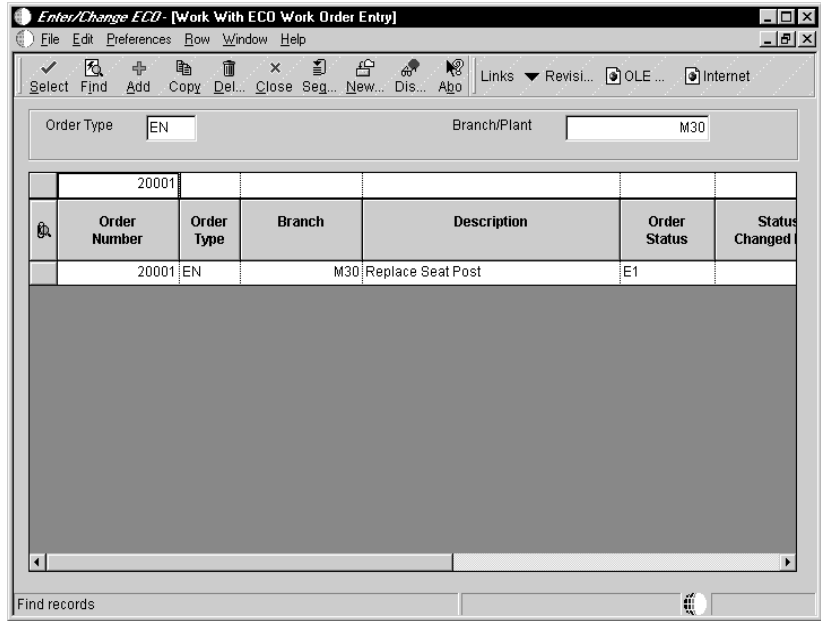 Enter/Change ECO - [Work With ECO Work Order Entry]
File Edit Preferences Row Window Help
Select Find Add Copy Del... Close Seq... New... Dis... Abo Links Revisi... OLE ... Internet
Order Type EN Branch/Plant M30
20001
Order Number Order Type Branch Description Order Status Status Changed
20001 EN M30 Replace Seat Post E1
Find records